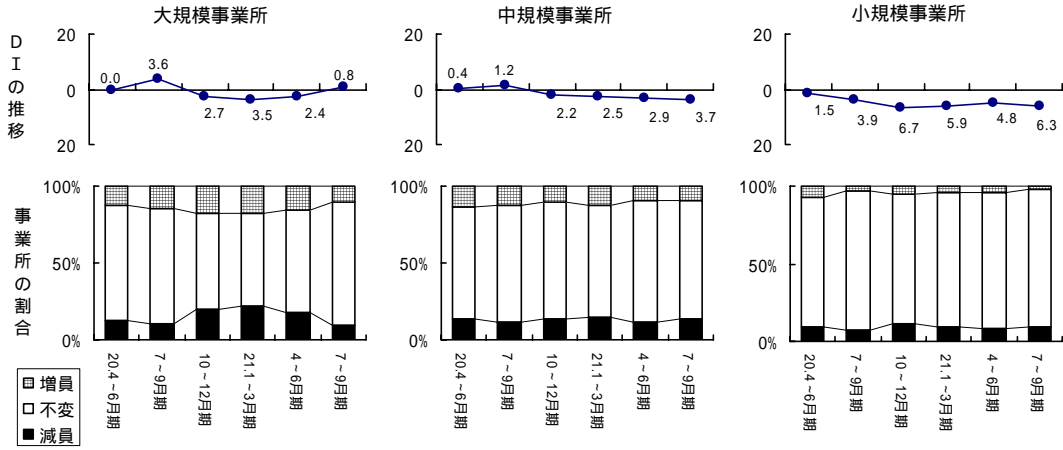 大規模事業所
中規模事業所
小規模事業所
DIの推移
20
0
20
0.0
3.6
2.7
3.5
2.4
0.8
20
0
20
0.4
1.2
2.2
2.5
2.9
3.7
20
0
20
1.5
3.9
6.7
5.9
4.8
6.3
事業所の割合
100%
50%
0%
20.4~6月期
7~9月期
10~12月期
21.1~3月期
4~6月期
7~9月期
100%
50%
0%
20.4~6月期
7~9月期
10~12月期
21.1~3月期
4~6月期
7~9月期
100%
50%
0%
20.4~6月期
7~9月期
10~12月期
21.1~3月期
4~6月期
7~9月期
増員
不変
減員